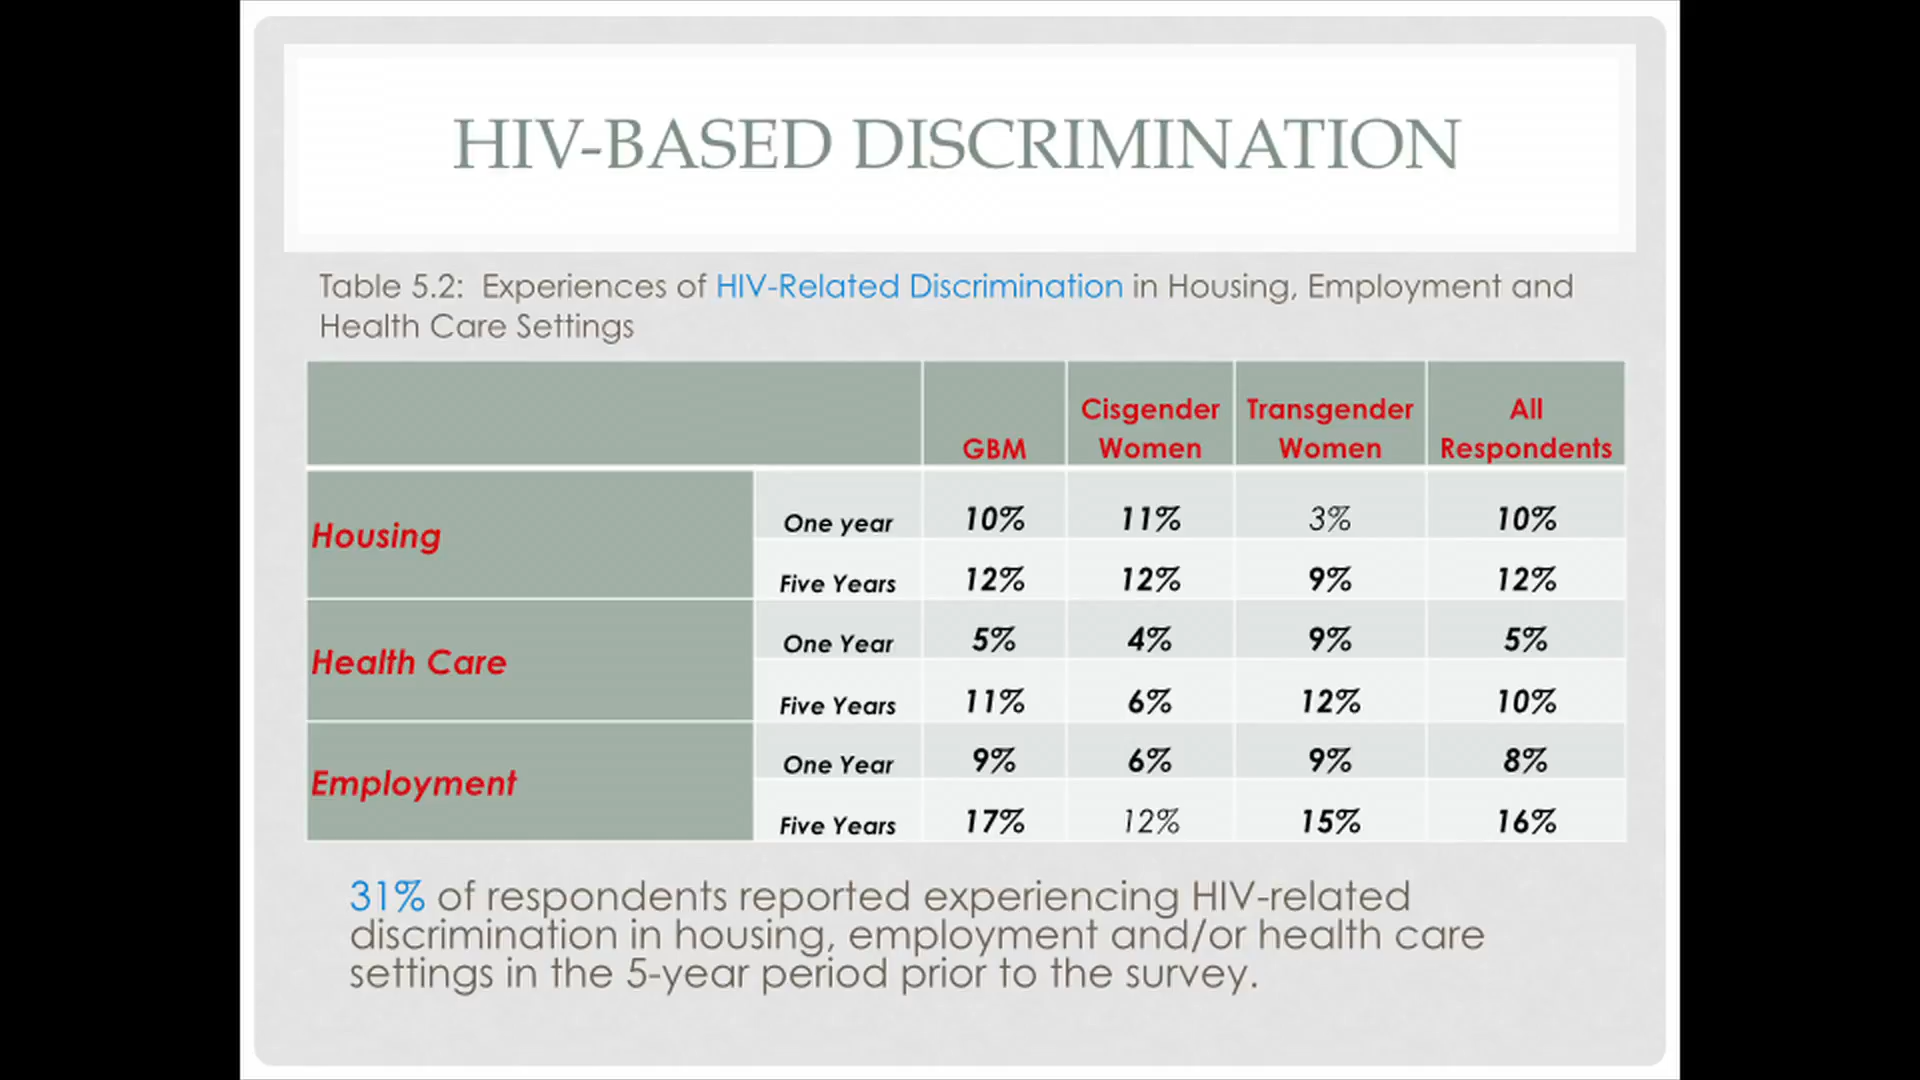 HIV-BASED DISCRIMINATION
Table 5.2:  Experiences of HIV-Related Discrimination in Housing, Employment and
Health Care Settings
GBM
Cisgender
Women
Transgender
Women
All
Respondents
Housing
One year 10% 11% 3% 10%
Five Years 12% 12% 9% 12%
Health Care
One Year 5% 4% 9% 5%
Five Years 11% 6% 12% 10%
Employment
One Year 9% 6% 9% 8%
Five Years 17% 12% 15% 16%
31% of respondents reported experiencing HIV-related
discrimination in housing, employment and/or health care
settings in the 5-year period prior to the survey.